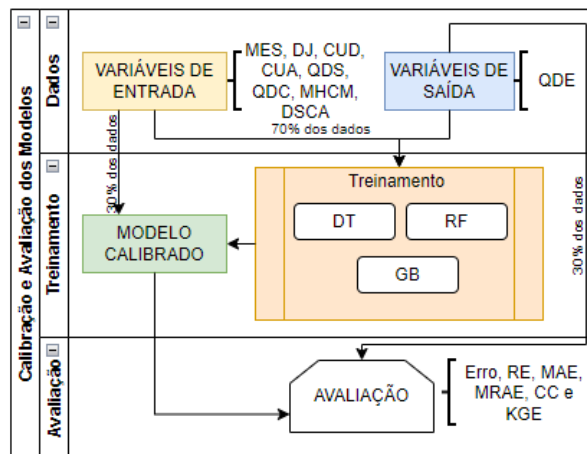 Calibração e Avaliação dos Modelos
Dados
VARIÁVEIS DE
ENTRADA
MES, DJ, CUD,
CUA, QDS,
QDC, MHCM,
DSCA
VARIÁVEIS DE
SAÍDA
QDE
70% dos dados
30% dos dados
30% dos dados
Treinamento
MODELO
CALIBRADO
Treinamento
DT
RF
GB
Avaliação
AVALIAÇÃO
Erro, RE, MAE,
MRAE, CC e
KGE